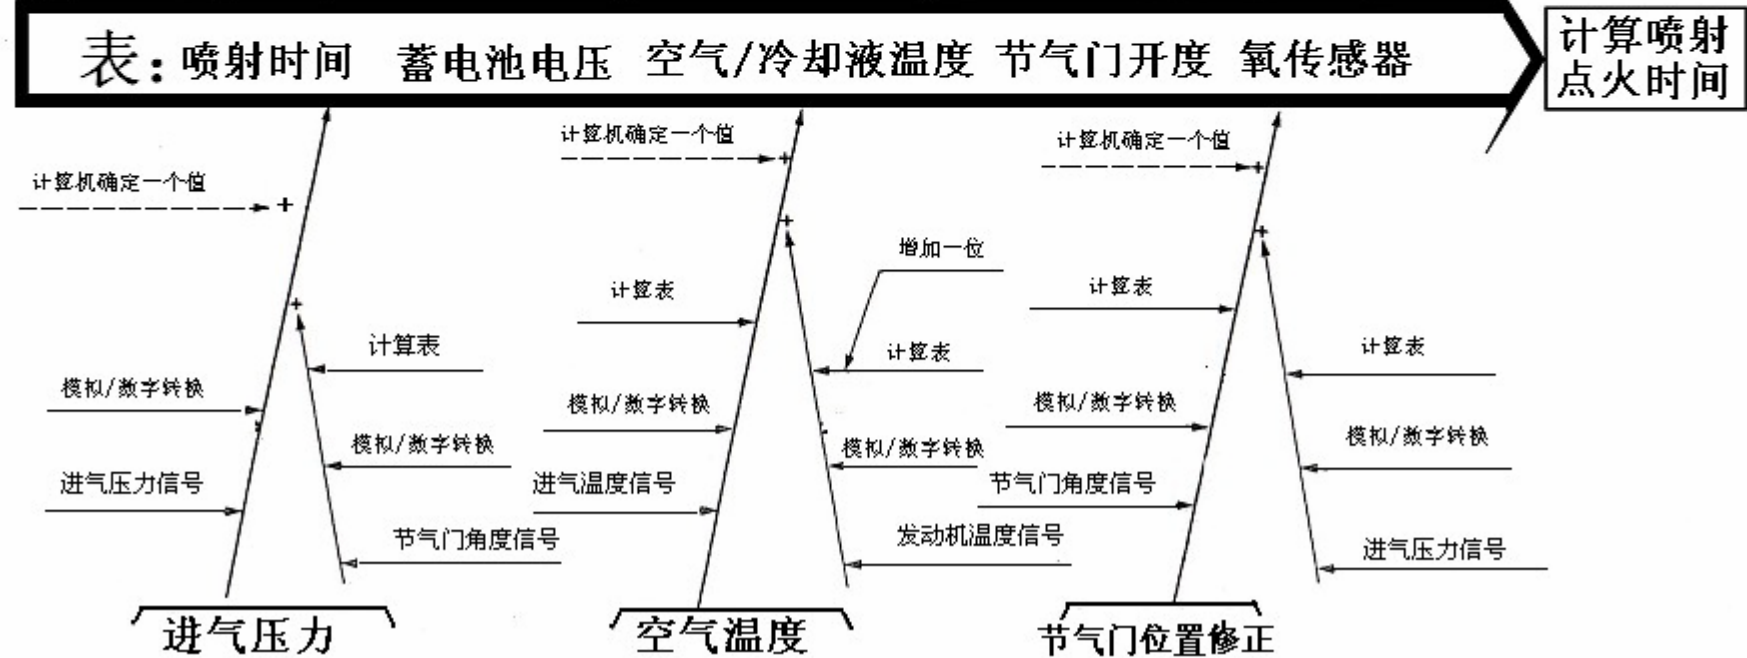 表：喷射时间 蓄电池电压 空气/冷却液温度 节气门开度 氧传感器
计算喷射
点火时间
计算机确定一个值
计算表
模拟/数字转换
模拟/数字转换
进气压力信号
节气门角度信号
进气压力
计算机确定一个值
增加一位
计算表
计算表
模拟/数字转换
模拟/数字转换
进气温度信号
发动机温度信号
空气温度
计算机确定一个值
计算表
计算表
模拟/数字转换
模拟/数字转换
节气门角度信号
进气压力信号
节气门位置修正